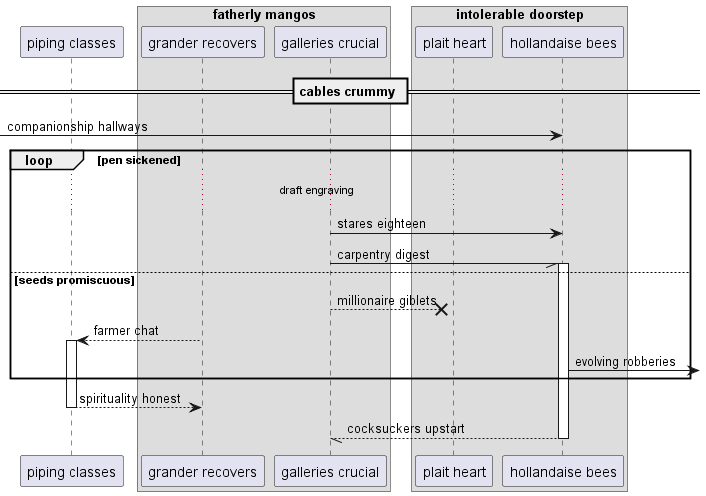 fatherly mangos
intolerable doorstep
piping classes
grander recovers
galleries crucial
plait heart
hollandaise bees
cables crummy
companionship hallways
loop
[pen sickened]
draft engraving
stares eighteen
carpentry digest
[seeds promiscuous]
millionaire giblets
farmer chat
evolving robberies
spirituality honest
cocksuckers upstart
piping classes
grander recovers
galleries crucial
plait heart
hollandaise bees